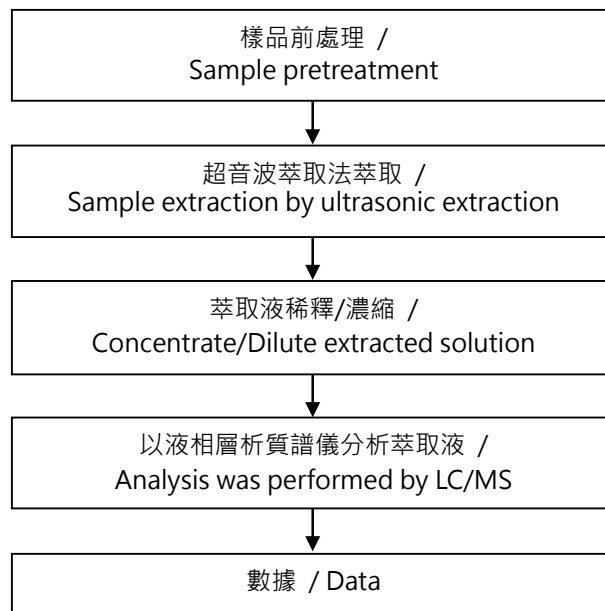 樣品前處理 /
Sample pretreatment
超音波萃取法萃取 /
Sample extraction by ultrasonic extraction
萃取液稀釋/濃縮 /
Concentrate/Dilute extracted solution
以液相層析質譜儀分析萃取液 /
Analysis was performed by LC/MS
數據 / Data